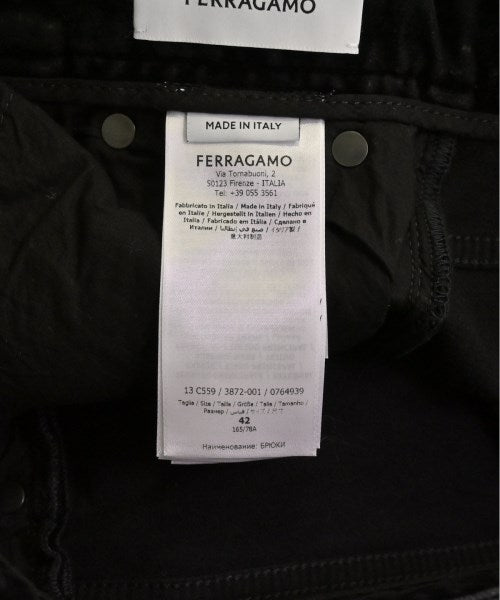 FERRAGAMO
MADE IN ITALY
FERRAGAMO
Via Tornabuoni, 2
50123 Firenze - ITALIA
Tel: +39 055 3561
Fabbricato in Italia / Made in Italy / Fabriqué
en Italie / Hergestellt in Italien / Hecho en
Italia / Fabricado em Itália / Сделано в
Италии / صنع في إيطاليا / イタリア製 /
意大利制造
13 C559 / 3872-001 / 0764939
Taglia / Size / Taille / Größe / Talla / Tamanho /
Размер / قياس / サイズ / 尺寸
42
165/78A
Наименование: БРЮКИ